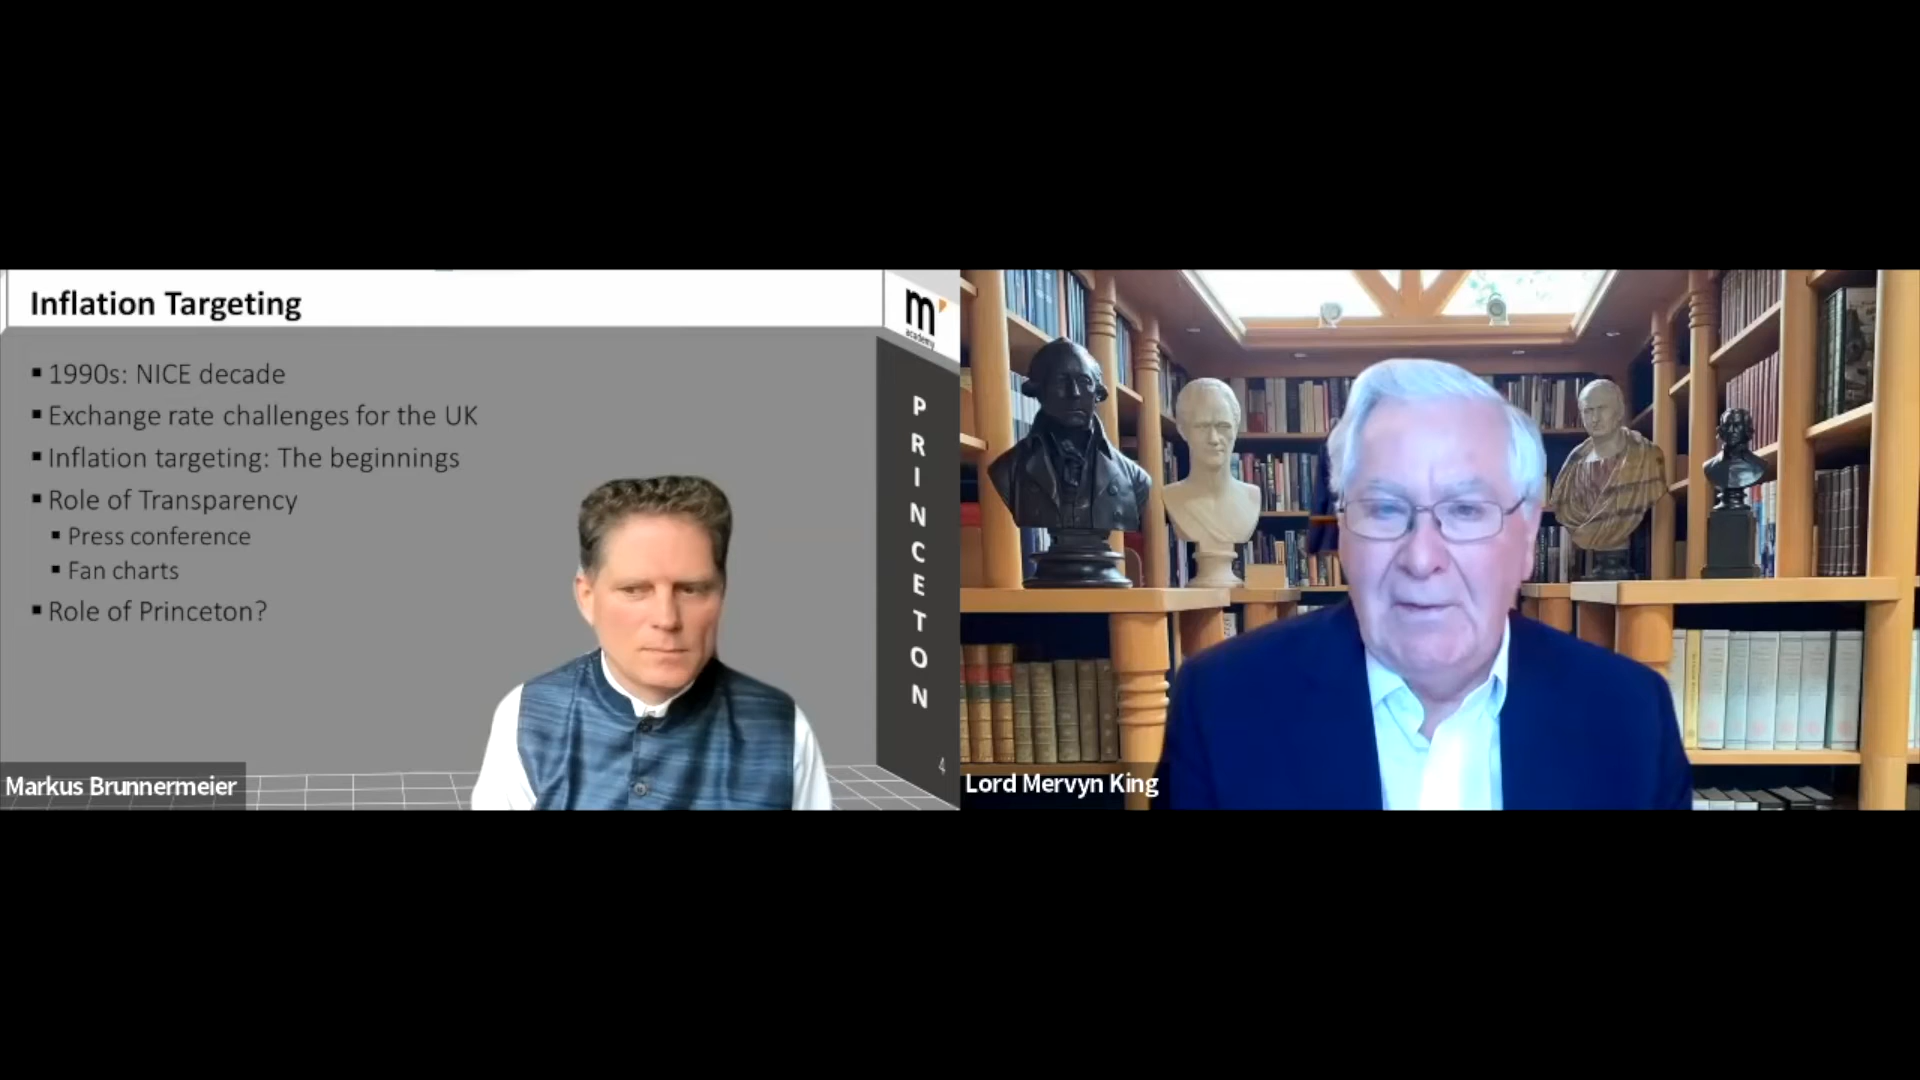 Inflation Targeting
m'
academy
▪ 1990s: NICE decade
▪ Exchange rate challenges for the UK
▪ Inflation targeting: The beginnings
▪ Role of Transparency
▪ Press conference
▪ Fan charts
▪ Role of Princeton?
PRINCETON
4
Markus Brunnermeier
Lord Mervyn King